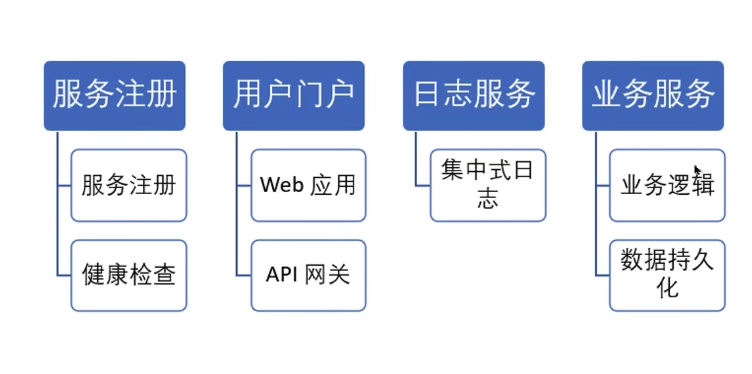 服务注册
用户门户
日志服务
业务服务
服务注册
Web 应用
集中式日
志
业务逻辑
健康检查
API 网关
数据持久
化